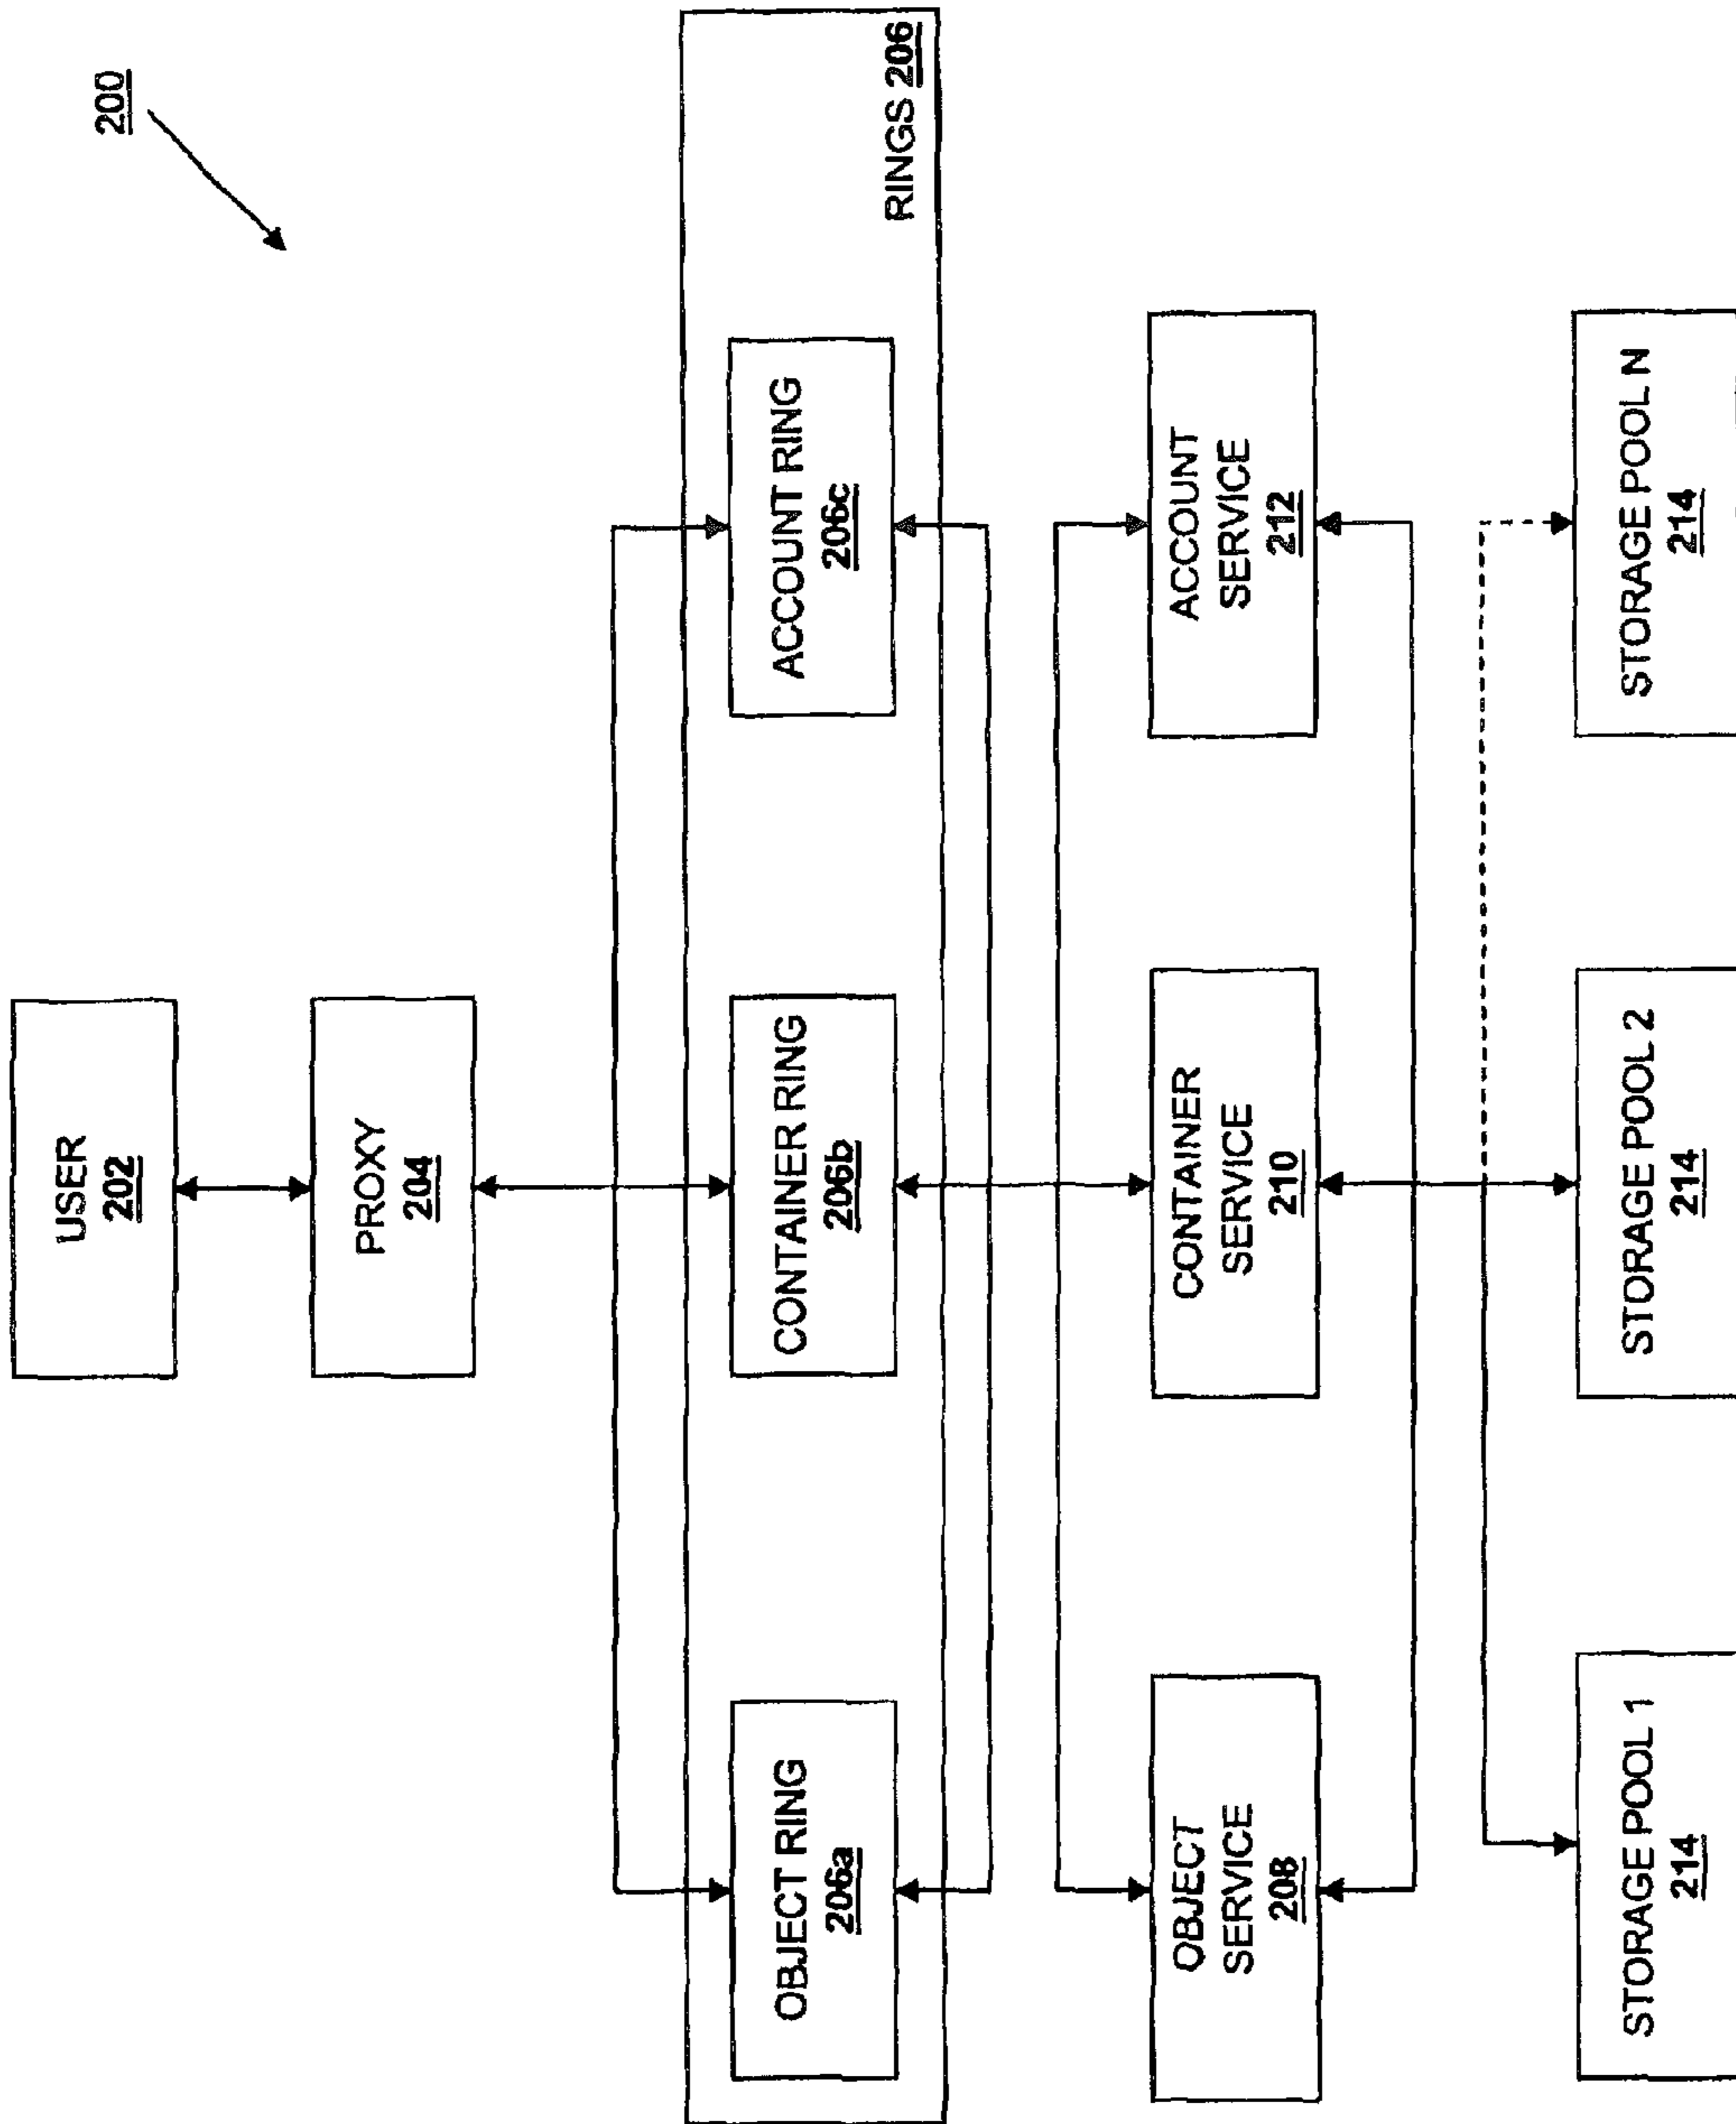 200
USER
202
PROXY
204
RINGS 206
OBJECT RING
206a
CONTAINER RING
206b
ACCOUNT RING
206c
OBJECT
SERVICE
208
CONTAINER
SERVICE
210
ACCOUNT
SERVICE
212
STORAGE POOL 1
214
STORAGE POOL 2
214
STORAGE POOL N
214